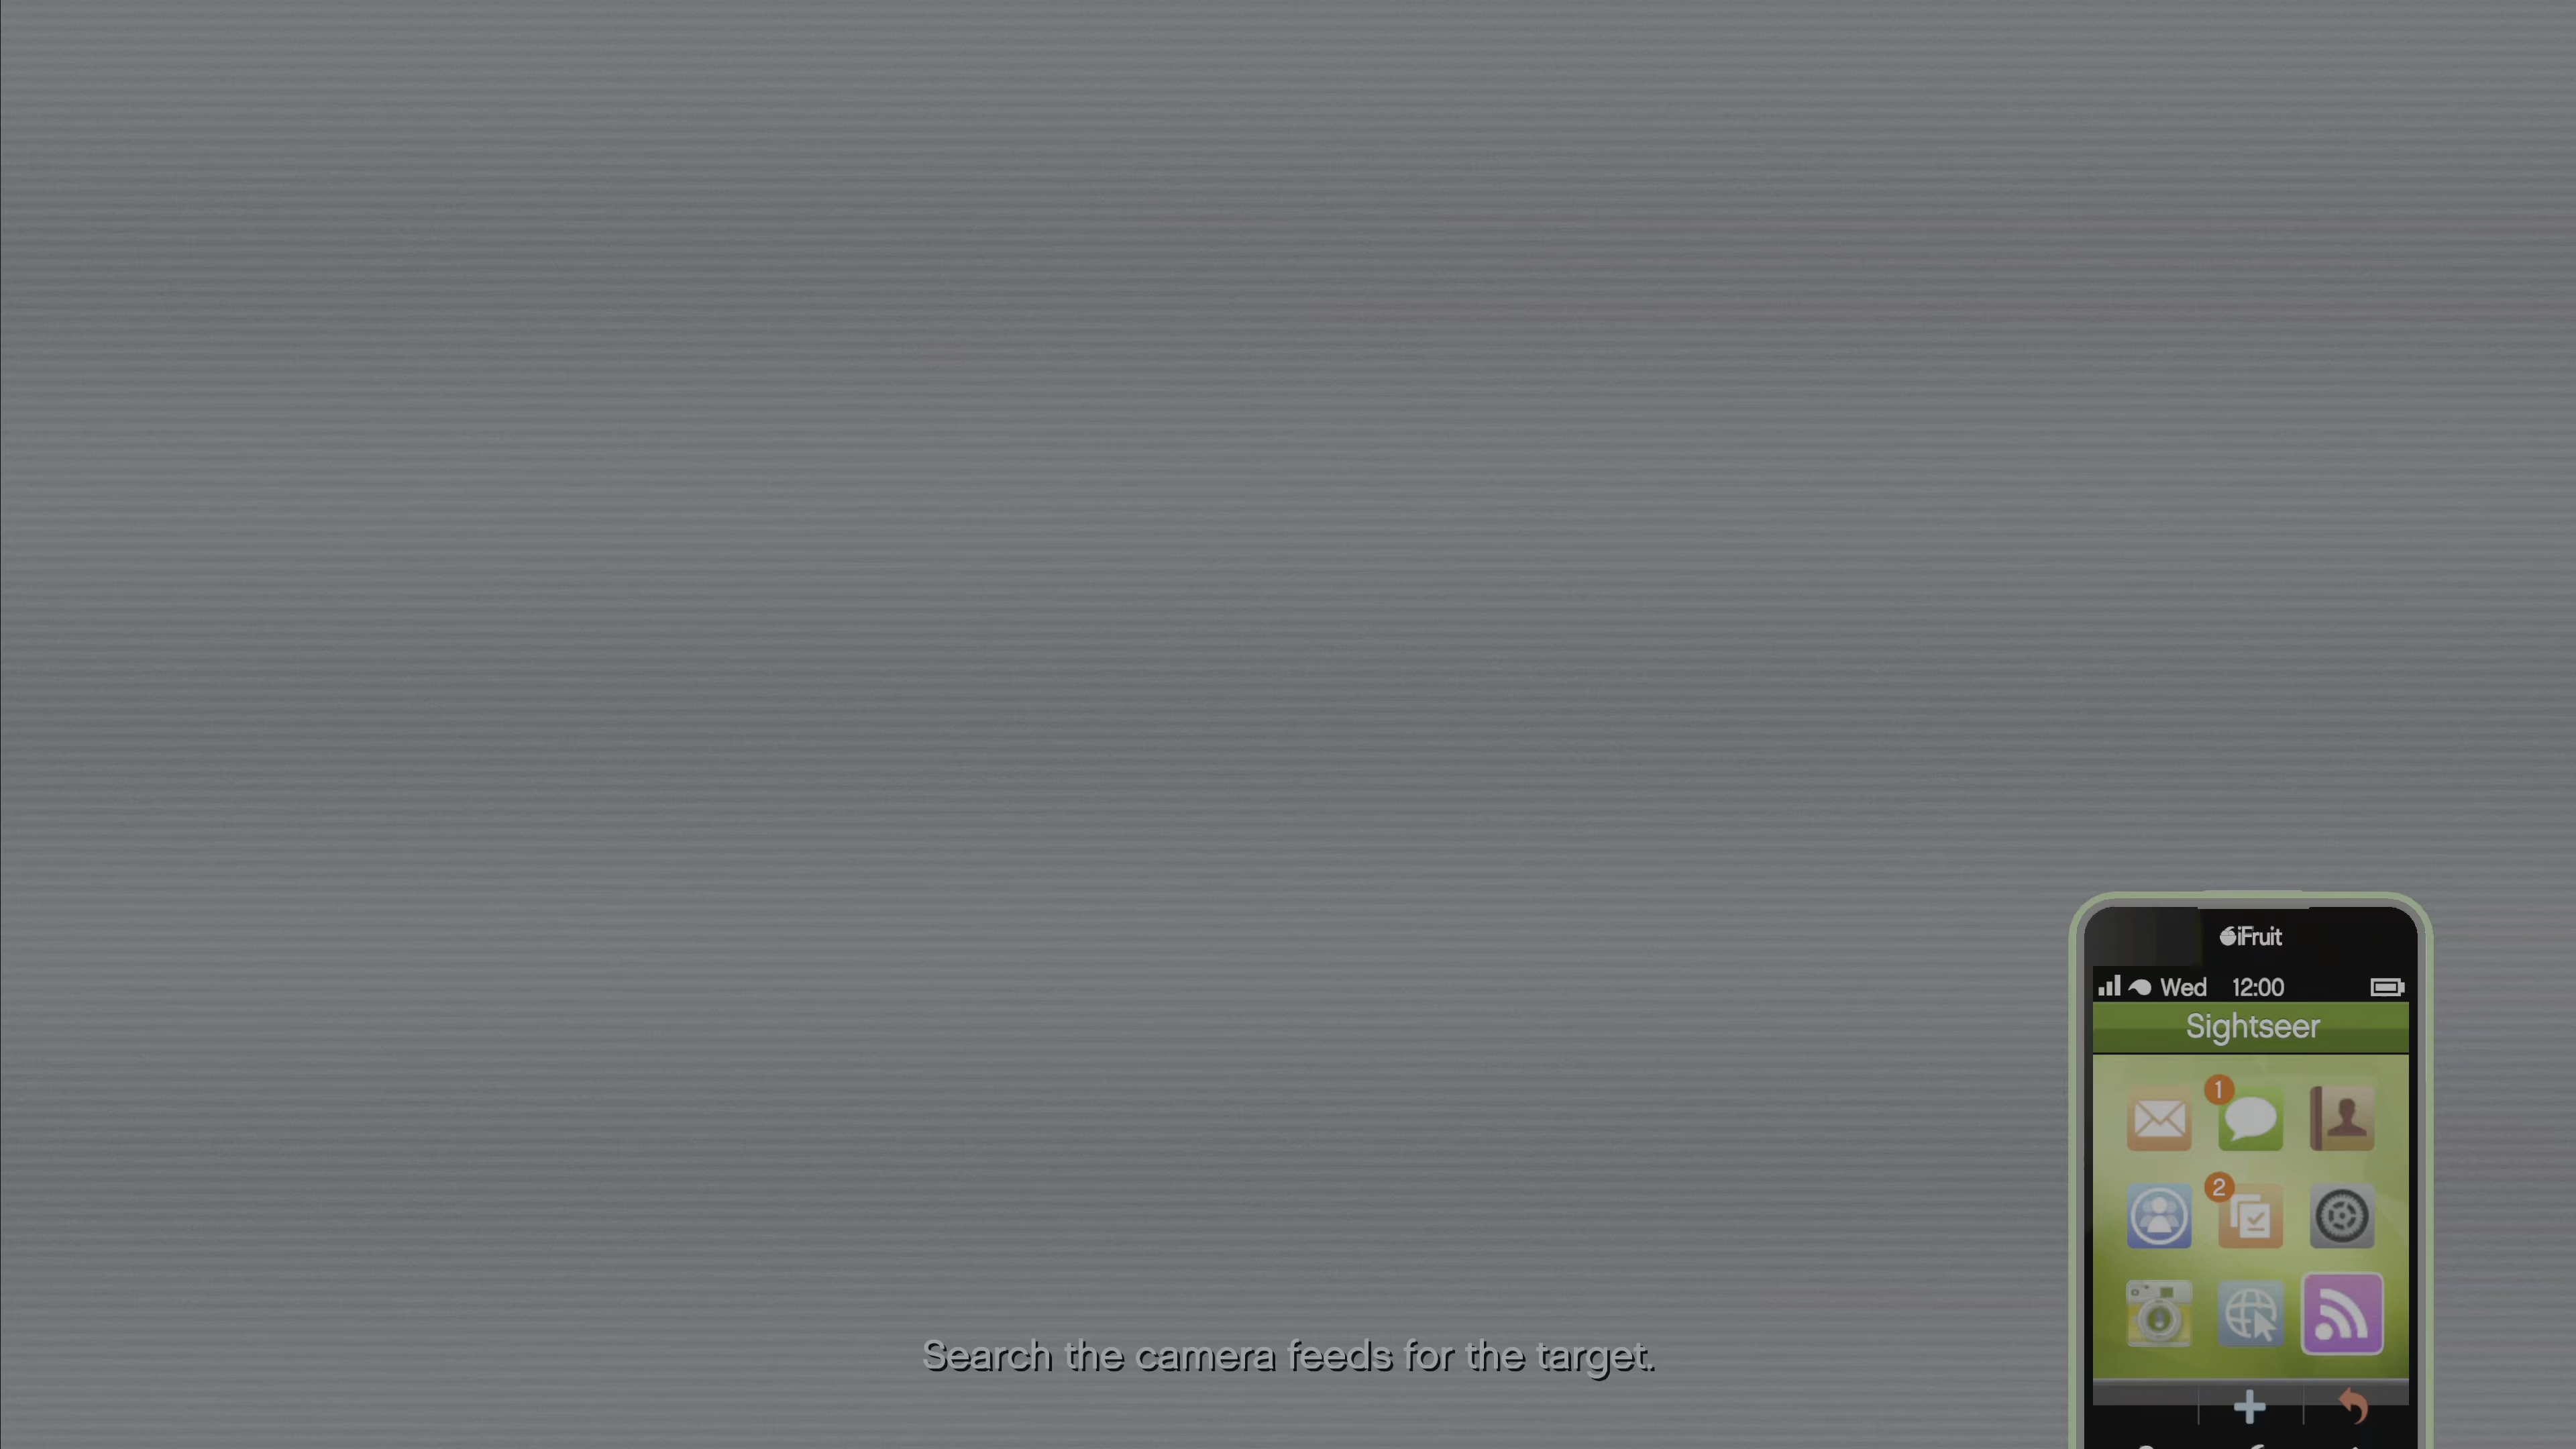 iFruit
Wed 12:00
Sightseer
1
2
Search the camera feeds for the target.